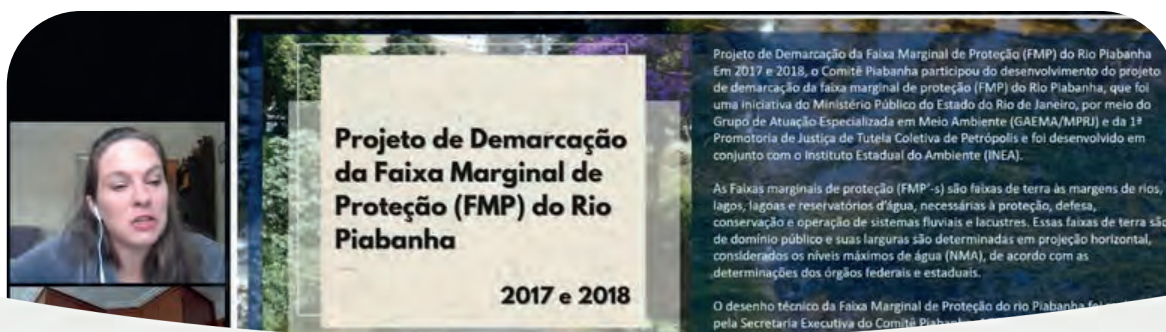 Projeto de Demarcação
da Faixa Marginal de
Proteção (FMP) do Rio
Piabanha
2017 e 2018
Projeto de Demarcação da Faixa Marginal de Proteção (FMP) do Rio Piabanha
Em 2017 e 2018, o Comitê Piabanha participou do desenvolvimento do projeto
de demarcação da faixa marginal de proteção (FMP) do Rio Piabanha, que foi
uma iniciativa do Ministério Público do Estado do Rio de Janeiro, por meio do
Grupo de Atuação Especializada em Meio Ambiente (GAEMA/MPRJ) e da 1ª
Promotoria de Justiça de Tutela Coletiva de Petrópolis e foi desenvolvido em
conjunto com o Instituto Estadual do Ambiente (INEA).
As Faixas marginais de proteção (FMP'-s) são faixas de terra às margens de rios,
lagos, lagoas e reservatórios d'água, necessárias à proteção, defesa,
conservação e operação de sistemas fluviais e lacustres. Essas faixas de terra são
de domínio público e suas larguras são determinadas em projeção horizontal,
considerados os níveis máximos de água (NMA), de acordo com as
determinações dos órgãos federais e estaduais.
O desenho técnico da Faixa Marginal de Proteção do rio Piabanha
pela Secretaria Executiva do Comitê